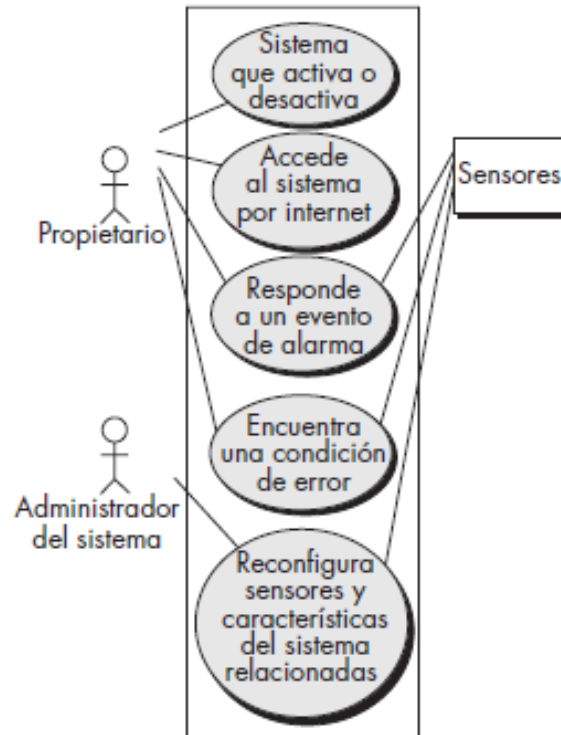 Sistema
que activa o
desactiva
Accede
al sistema
por internet
Sensores
Propietario
Responde
a un evento
de alarma
Encuentra
una condición
de error
Administrador
del sistema
Reconfigura
sensores y
características
del sistema
relacionadas